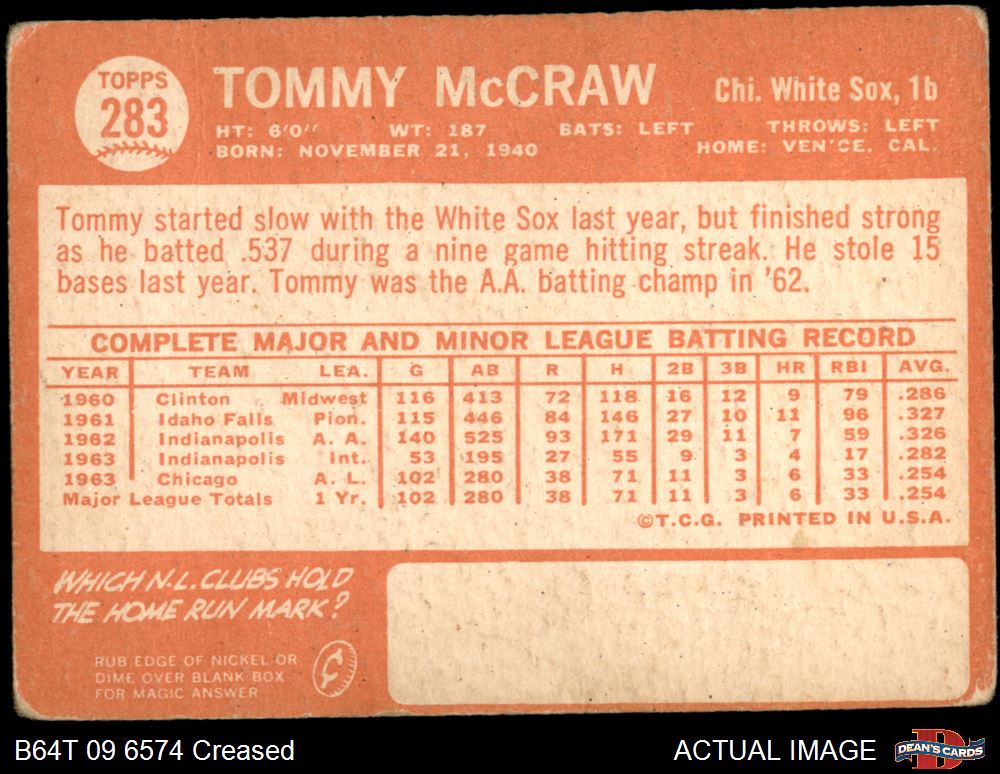 TOPPS
283
TOMMY McCRAW
Chi. White Sox, 1b
HT: 6'0" WT: 187 BATS: LEFT THROWS: LEFT
BORN: NOVEMBER 21, 1940 HOME: VENICE, CAL.
Tommy started slow with the White Sox last year, but finished strong
as he batted .537 during a nine game hitting streak. He stole 15
bases last year. Tommy was the A.A. batting champ in '62.
COMPLETE MAJOR AND MINOR LEAGUE BATTING RECORD
YEAR TEAM LEA. G AB R H 2B 3B HR RBI AVG.
1960 Clinton Midwest 116 413 72 118 16 12 9 79 .286
1961 Idaho Falls Pion. 115 446 84 146 27 10 11 96 .327
1962 Indianapolis A. A. 140 525 93 171 29 11 7 59 .326
1963 Indianapolis Int. 53 195 27 55 9 3 4 17 .282
1963 Chicago A. L. 102 280 38 71 11 3 6 33 .254
Major League Totals 1 Yr. 102 280 38 71 11 3 6 33 .254
©T.C.G. PRINTED IN U.S.A.
WHICH N.L. CLUBS HOLD
THE HOME RUN MARK?
RUB EDGE OF NICKEL OR
DIME OVER BLANK BOX
FOR MAGIC ANSWER
¢
B64T 09 6574 Creased
ACTUAL IMAGE
D
DEAN'S CARDS